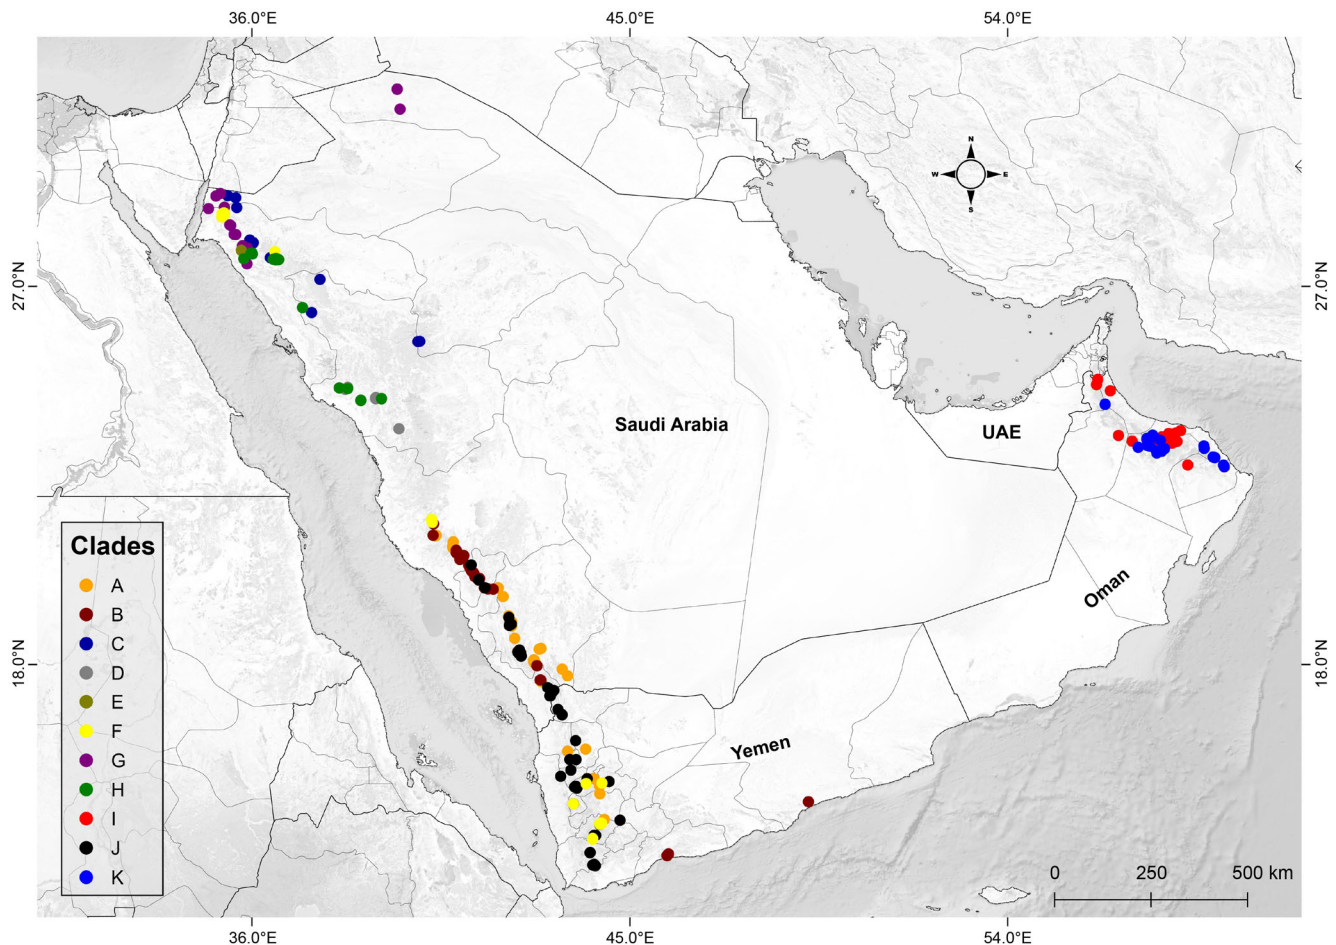 36.0°E 45.0°E 54.0°E
N
W E
S
27.0°N 27.0°N
Saudi Arabia
UAE
Oman
Clades
A
B
C
D
E
F
G
H
I
J
K
18.0°N 18.0°N
Yemen
0 250 500 km
36.0°E 45.0°E 54.0°E